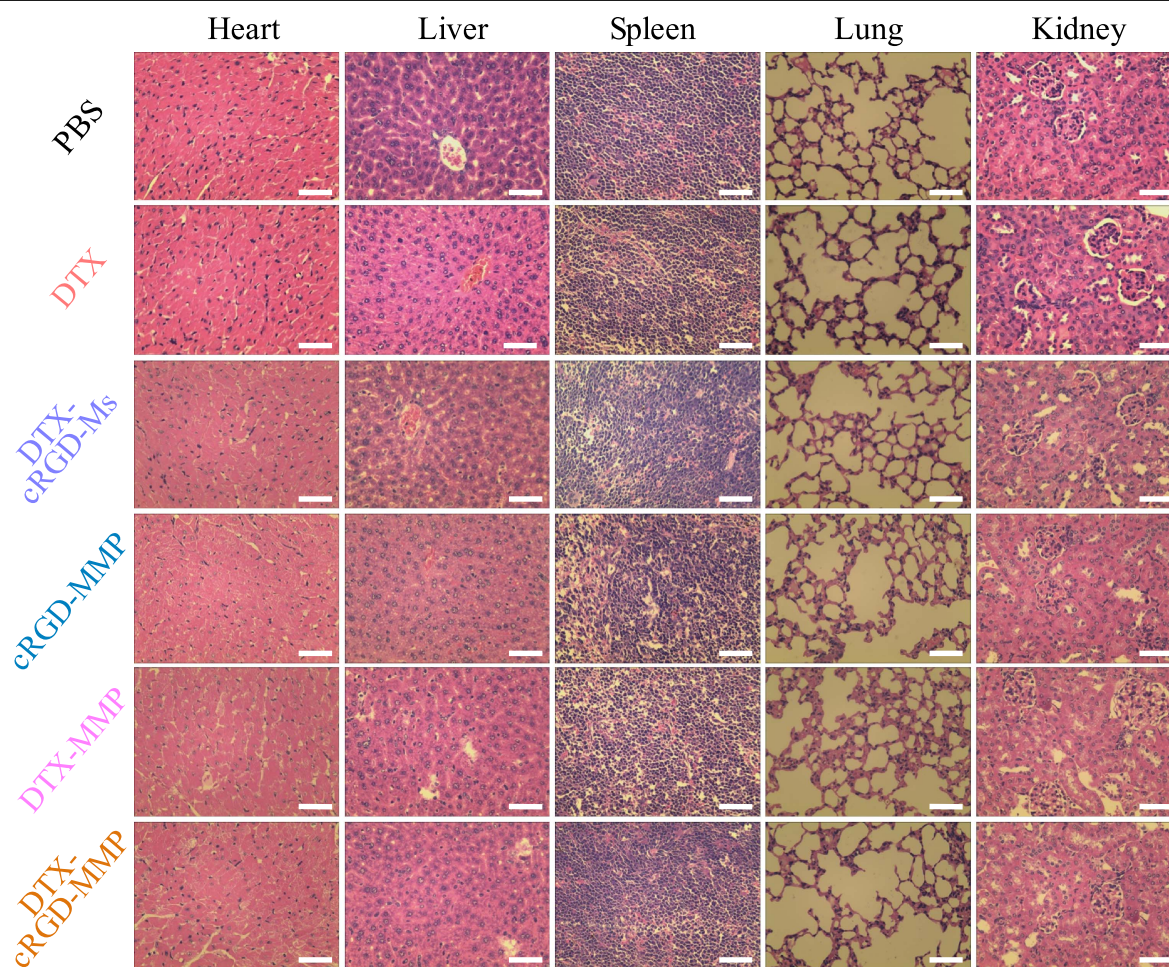 Heart Liver Spleen Lung Kidney
PBS
DTX
DTX-
cRGD-Ms
cRGD-MMP
DTX-MMP
DTX-
cRGD-MMP